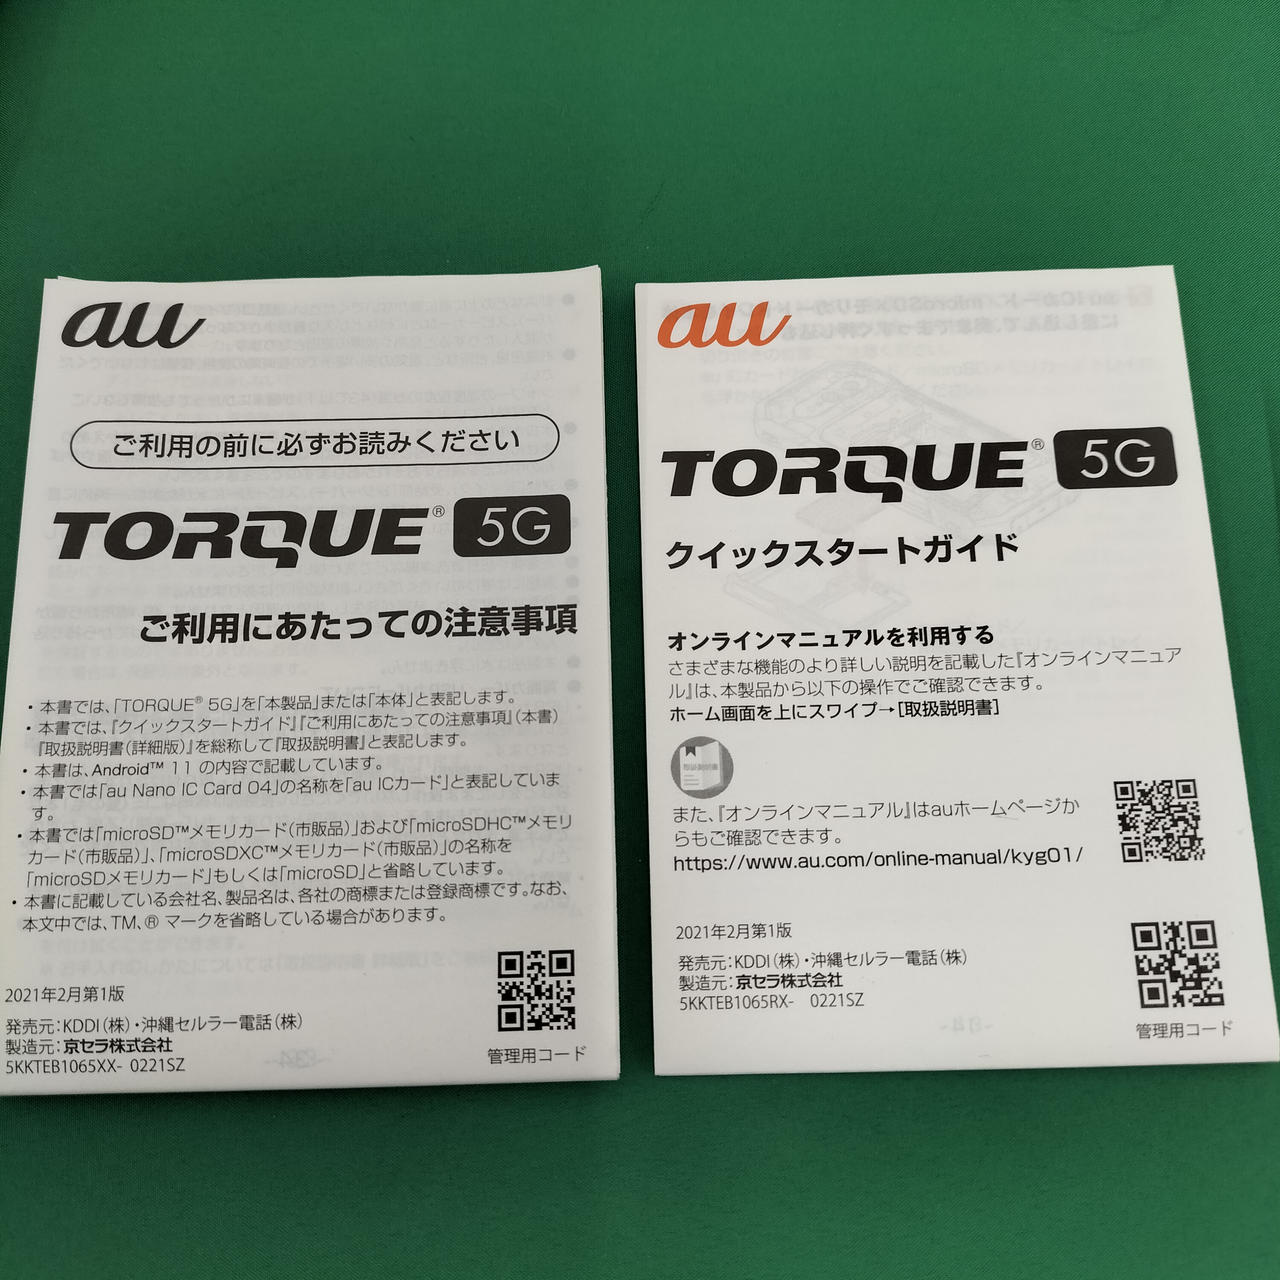 au
ご利用の前に必ずお読みください
TORQUE® 5G
ご利用にあたっての注意事項
・本書では、「TORQUE® 5G」を「本製品」または「本体」と表記します。
・本書では、『クイックスタートガイド』『ご利用にあたっての注意事項』（本書）
『取扱説明書（詳細版）』を総称して『取扱説明書』と表記します。
・本書は、Android™ 11 の内容で記載しています。
・本書では「au Nano IC Card 04」の名称を「au ICカード」と表記していま
す。
・本書では「microSD™メモリカード（市販品）」および「microSDHC™メモリ
カード（市販品）」、「microSDXC™メモリカード（市販品）」の名称を
「microSDメモリカード」もしくは「microSD」と省略しています。
・本書に記載している会社名、製品名は、各社の商標または登録商標です。なお、
本文中では、TM、® マークを省略している場合があります。
2021年2月第1版
発売元：KDDI（株）・沖縄セルラー電話（株）
製造元：京セラ株式会社
5KKTEB1065XX- 0221SZ
管理用コード
au
TORQUE® 5G
クイックスタートガイド
オンラインマニュアルを利用する
さまざまな機能のより詳しい説明を記載した『オンラインマニュア
ル』は、本製品から以下の操作でご確認できます。
ホーム画面を上にスワイプ→［取扱説明書］
取扱説明書
また、『オンラインマニュアル』はauホームページか
らもご確認できます。
https://www.au.com/online-manual/kyg01/
2021年2月第1版
発売元：KDDI（株）・沖縄セルラー電話（株）
製造元：京セラ株式会社
5KKTEB1065RX- 0221SZ
管理用コード